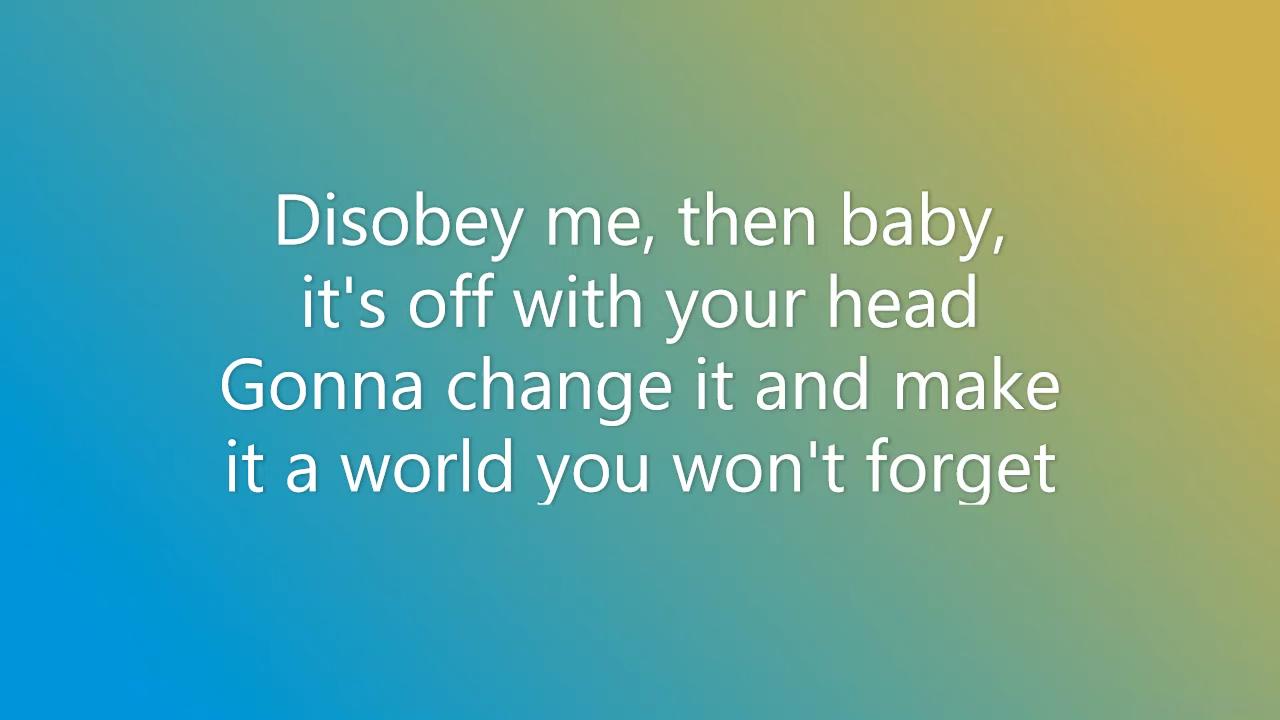 Disobey me, then baby,
it's off with your head
Gonna change it and make
it a world you won't forget